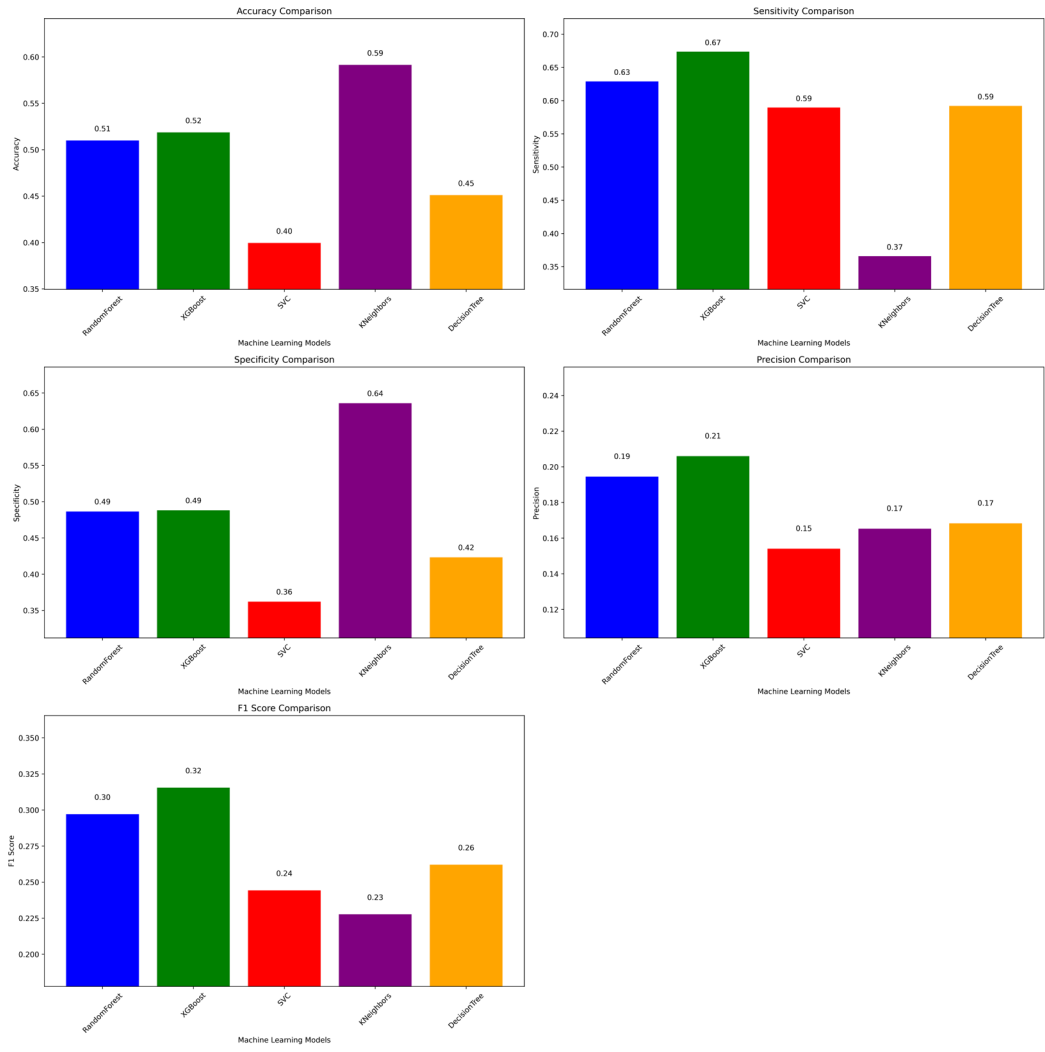 Accuracy Comparison
Accuracy
0.60
0.55
0.50
0.45
0.40
0.35
0.51
0.52
0.40
0.59
0.45
RandomForest
XGBoost
SVC
KNeighbors
DecisionTree
Machine Learning Models
Sensitivity Comparison
Sensitivity
0.70
0.65
0.60
0.55
0.50
0.45
0.40
0.35
0.63
0.67
0.59
0.37
0.59
RandomForest
XGBoost
SVC
KNeighbors
DecisionTree
Machine Learning Models
Specificity Comparison
Specificity
0.65
0.60
0.55
0.50
0.45
0.40
0.35
0.49
0.49
0.36
0.64
0.42
RandomForest
XGBoost
SVC
KNeighbors
DecisionTree
Machine Learning Models
Precision Comparison
Precision
0.24
0.22
0.20
0.18
0.16
0.14
0.12
0.19
0.21
0.15
0.17
0.17
RandomForest
XGBoost
SVC
KNeighbors
DecisionTree
Machine Learning Models
F1 Score Comparison
F1 Score
0.350
0.325
0.300
0.275
0.250
0.225
0.200
0.30
0.32
0.24
0.23
0.26
RandomForest
XGBoost
SVC
KNeighbors
DecisionTree
Machine Learning Models